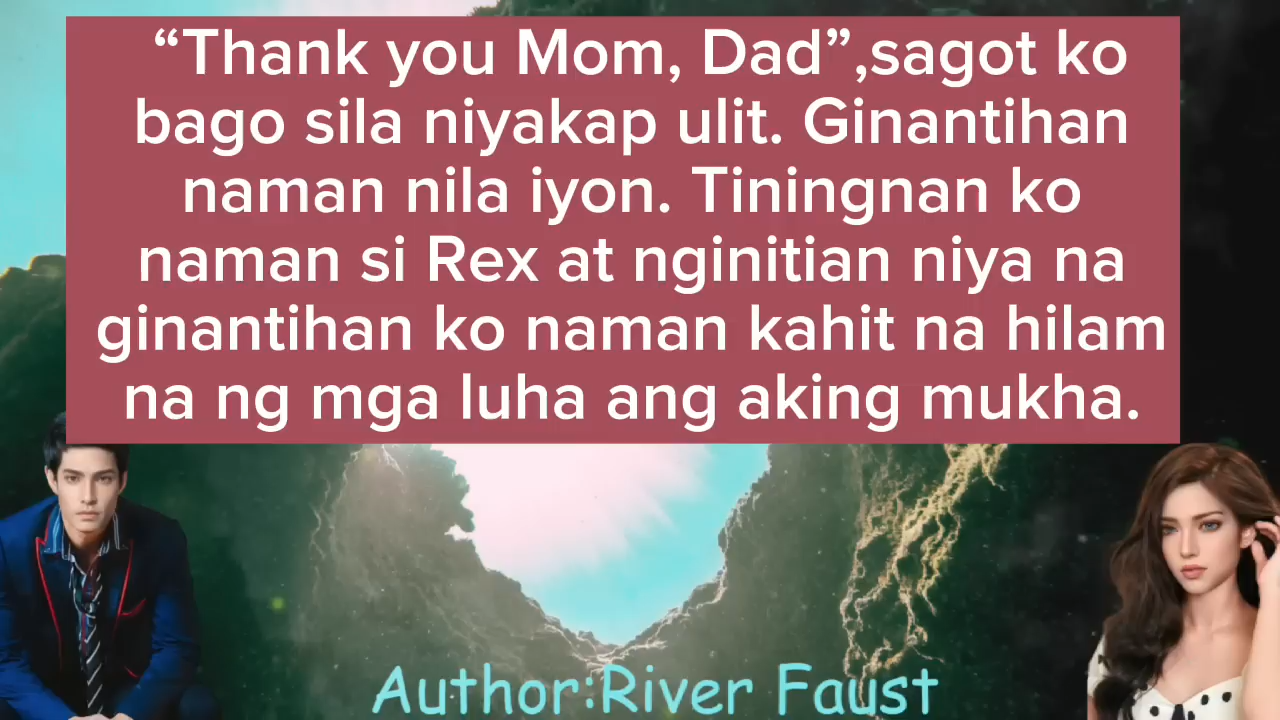 “Thank you Mom, Dad”,sagot ko
bago sila niyakap ulit. Ginantihan
naman nila iyon. Tiningnan ko
naman si Rex at nginitian niya na
ginantihan ko naman kahit na hilam
na ng mga luha ang aking mukha.
Author:River Faust